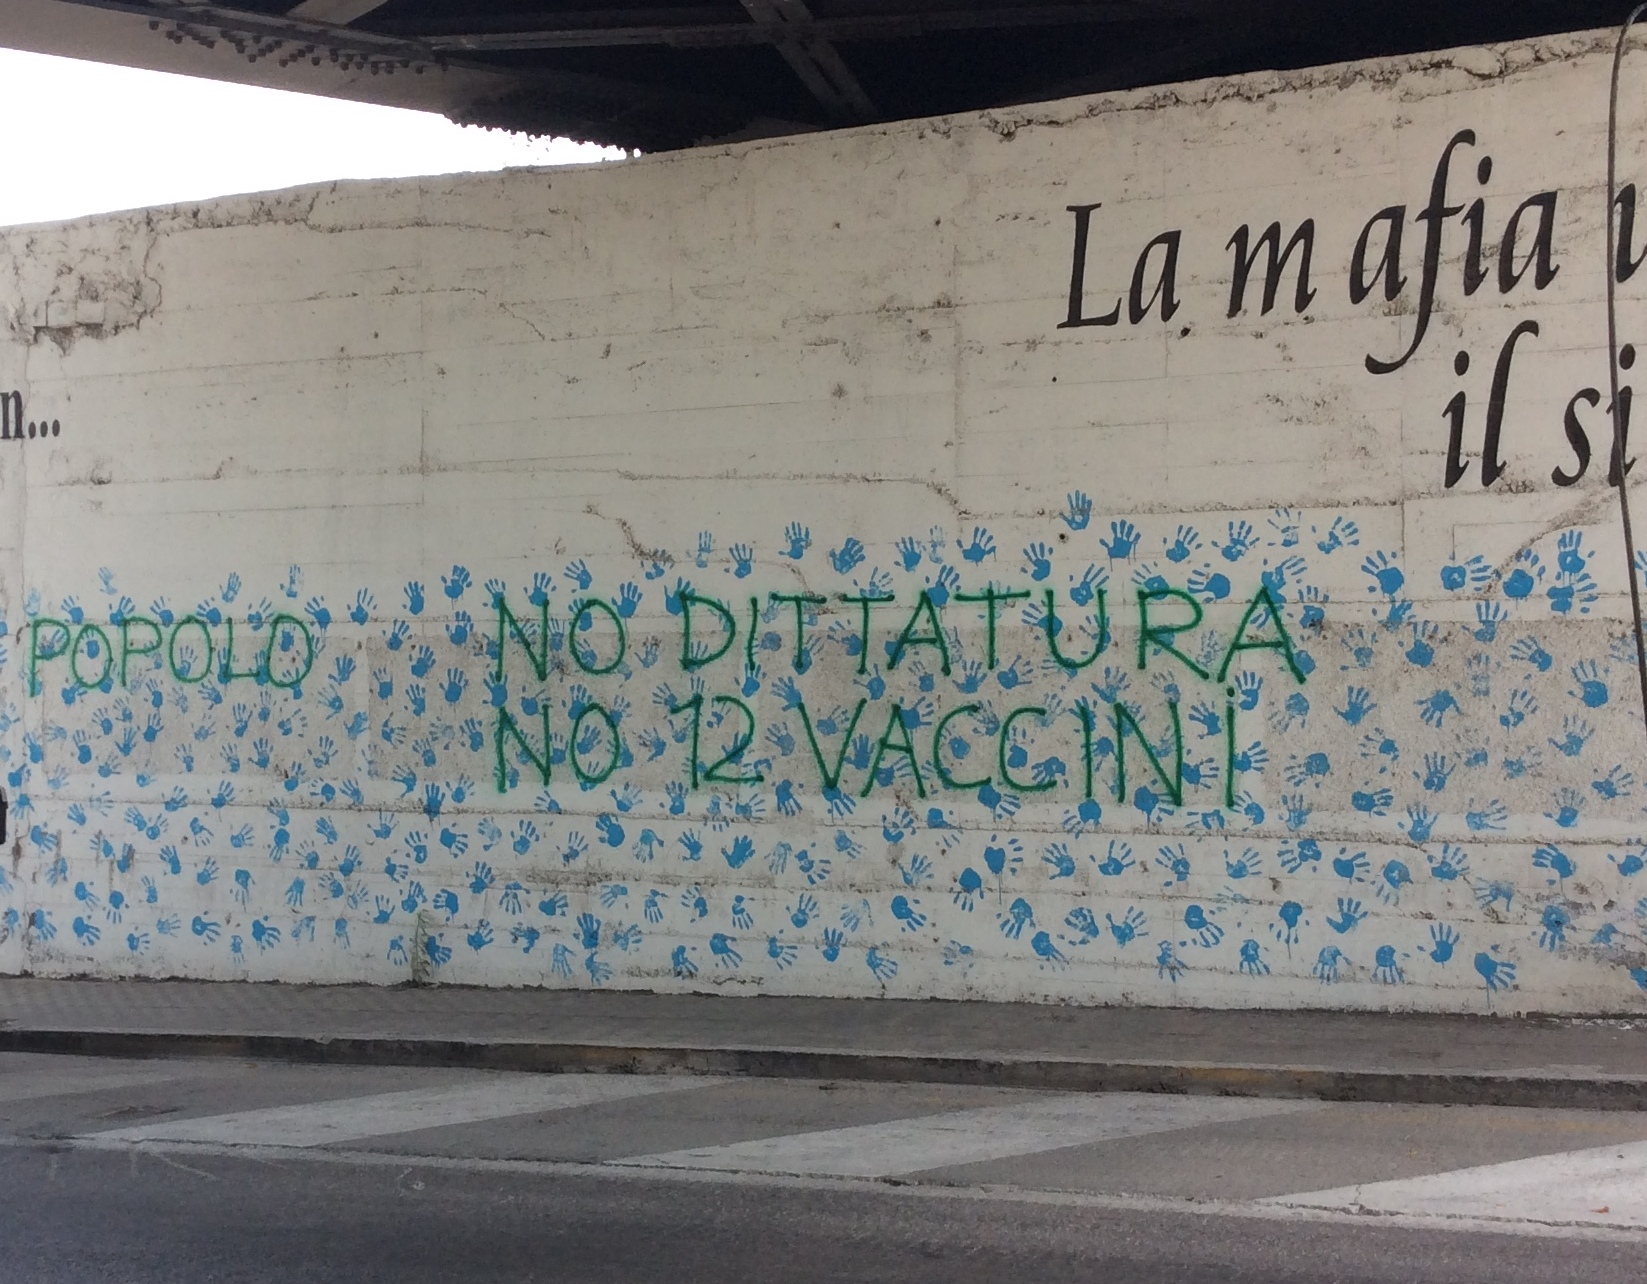 n...
La mafia
il si
POPOLO
NO DITTATURA
NO 12 VACCINI